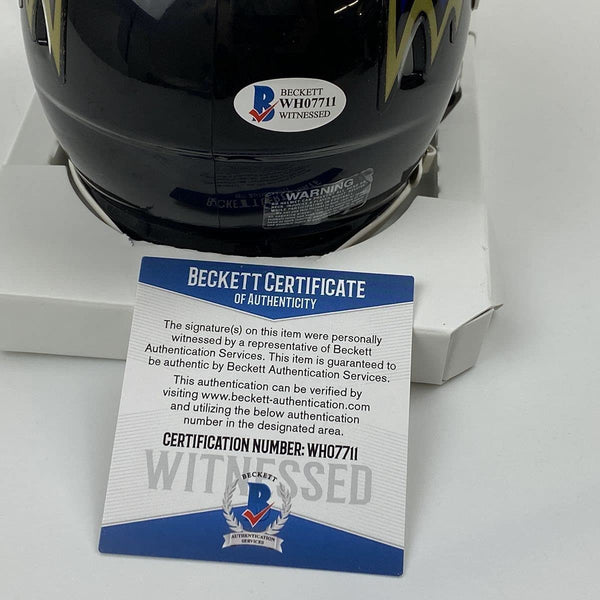 BECKETT
WH07711
WITNESSED
WARNING
BECKETT CERTIFICATE
OF AUTHENTICITY
The signature(s) on this item were personally
witnessed by a representative of Beckett
Authentication Services. This item is guaranteed to
be authentic by Beckett Authentication Services.
This authentication can be verified by
visiting www.beckett-authentication.com
and utilizing the below authentication
number in the designated area.
CERTIFICATION NUMBER: WH07711
WITNESSED
BECKETT
B
AUTHENTICATION
SERVICES